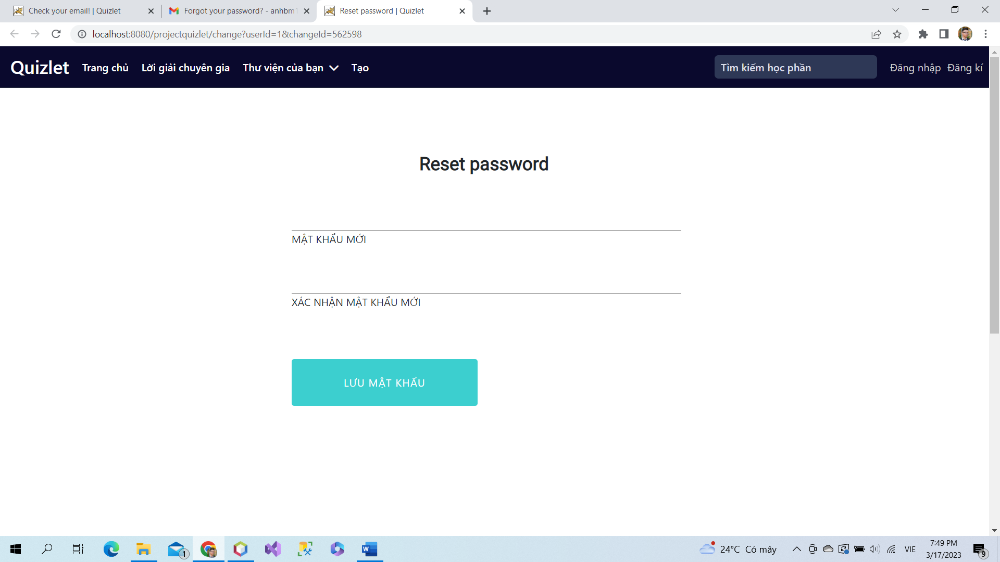 Check your email! | Quizlet
Forgot your password? - anhbm1
Reset password | Quizlet
localhost:8080/projectquizlet/change?userId=1&changeId=562598
Quizlet Trang chủ Lời giải chuyên gia Thư viện của bạn Tạo
Tìm kiếm học phần
Đăng nhập Đăng kí
Reset password
MẬT KHẨU MỚI
XÁC NHẬN MẬT KHẨU MỚI
LƯU MẬT KHẨU
1
W
24°C Có mây
VIE
7:49 PM
3/17/2023
9